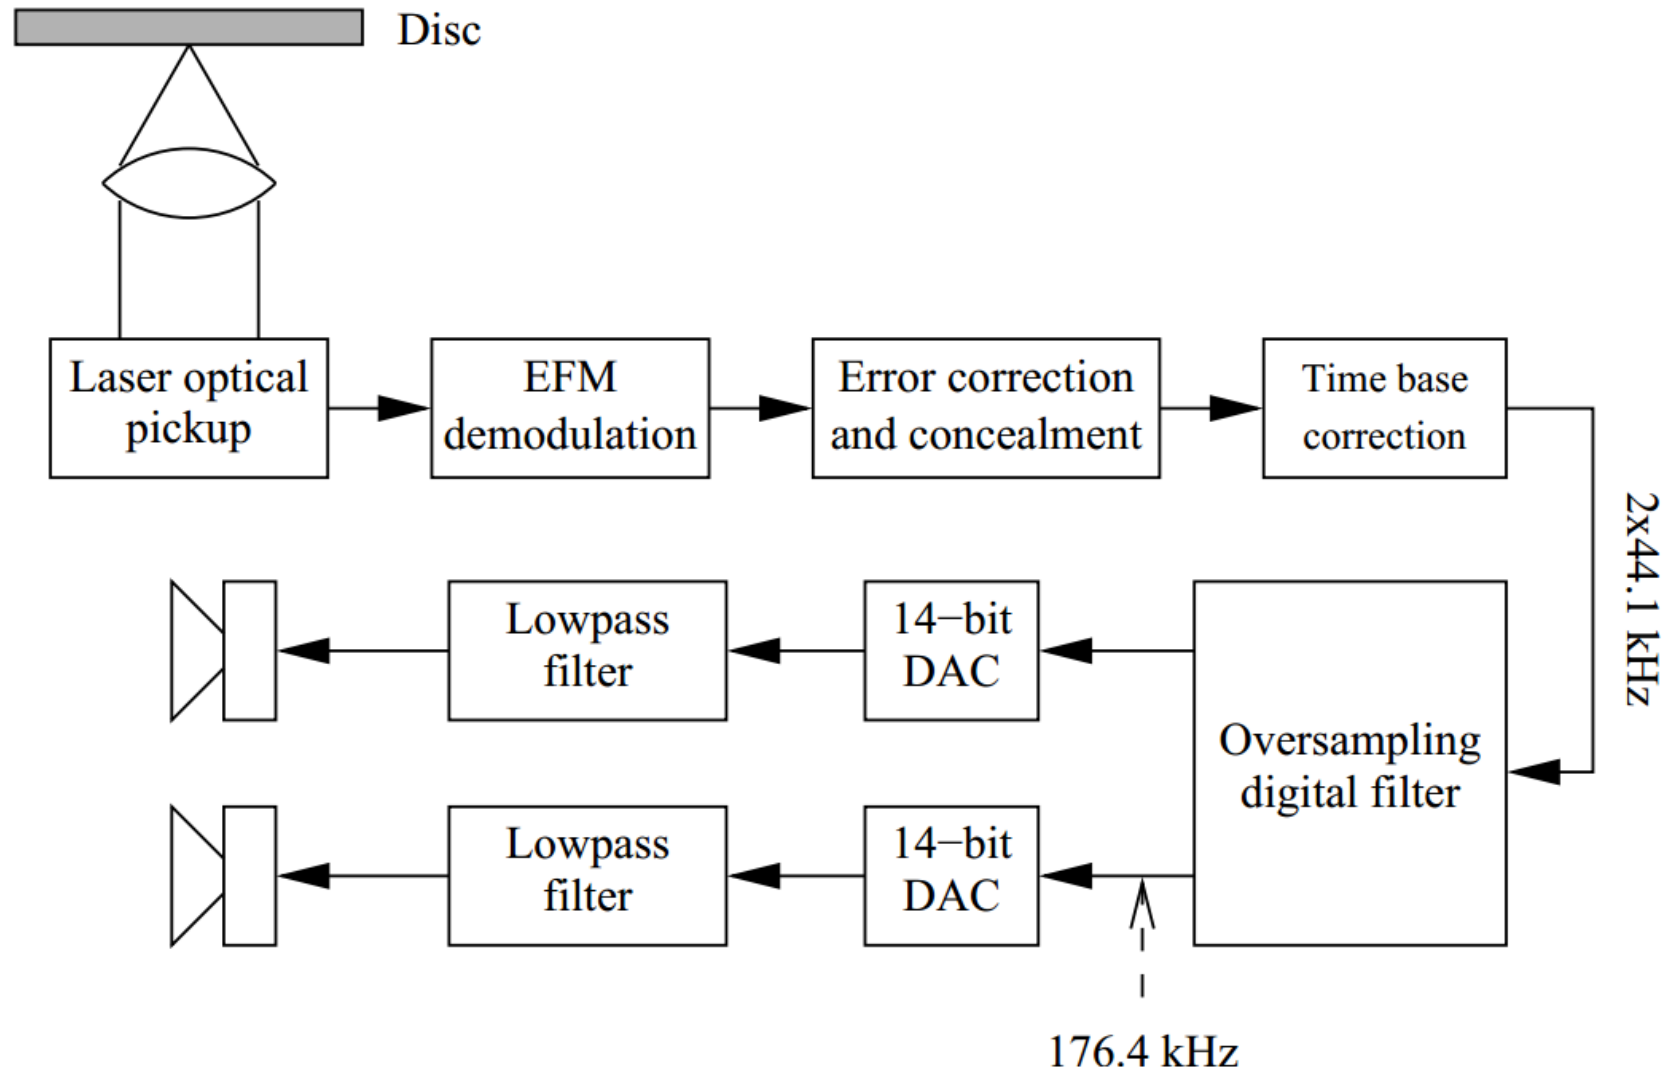 Disc
Laser optical
pickup
EFM
demodulation
Error correction
and concealment
Time base
correction
2x44.1 kHz
Lowpass
filter
14−bit
DAC
Oversampling
digital filter
Lowpass
filter
14−bit
DAC
176.4 kHz